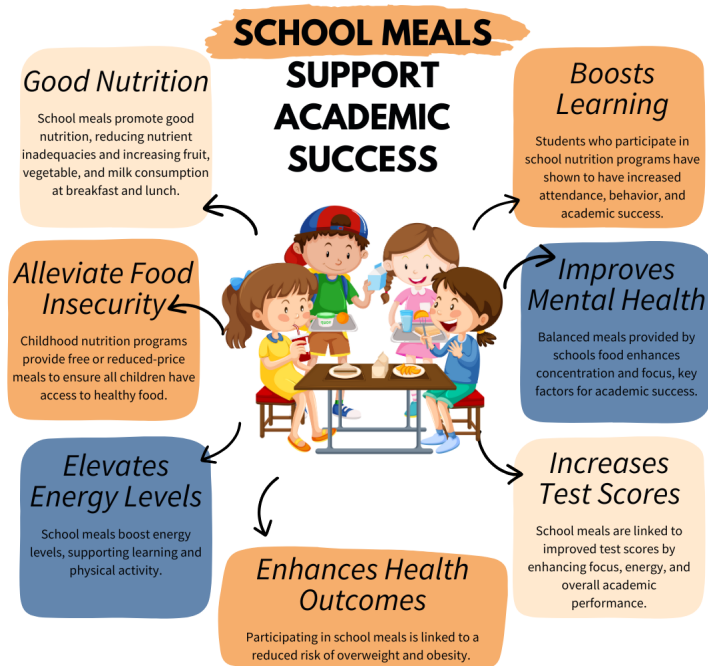 SCHOOL MEALS
SUPPORT
ACADEMIC
SUCCESS
Good Nutrition
School meals promote good
nutrition, reducing nutrient
inadequacies and increasing fruit,
vegetable, and milk consumption
at breakfast and lunch.
Boosts
Learning
Students who participate in
school nutrition programs have
shown to have increased
attendance, behavior, and
academic success.
Alleviate Food
Insecurity
Childhood nutrition programs
provide free or reduced-price
meals to ensure all children have
access to healthy food.
Improves
Mental Health
Balanced meals provided by
schools food enhances
concentration and focus, key
factors for academic success.
Elevates
Energy Levels
School meals boost energy
levels, supporting learning and
physical activity.
Increases
Test Scores
School meals are linked to
improved test scores by
enhancing focus, energy, and
overall academic
performance.
Enhances Health
Outcomes
Participating in school meals is linked to a
reduced risk of overweight and obesity.